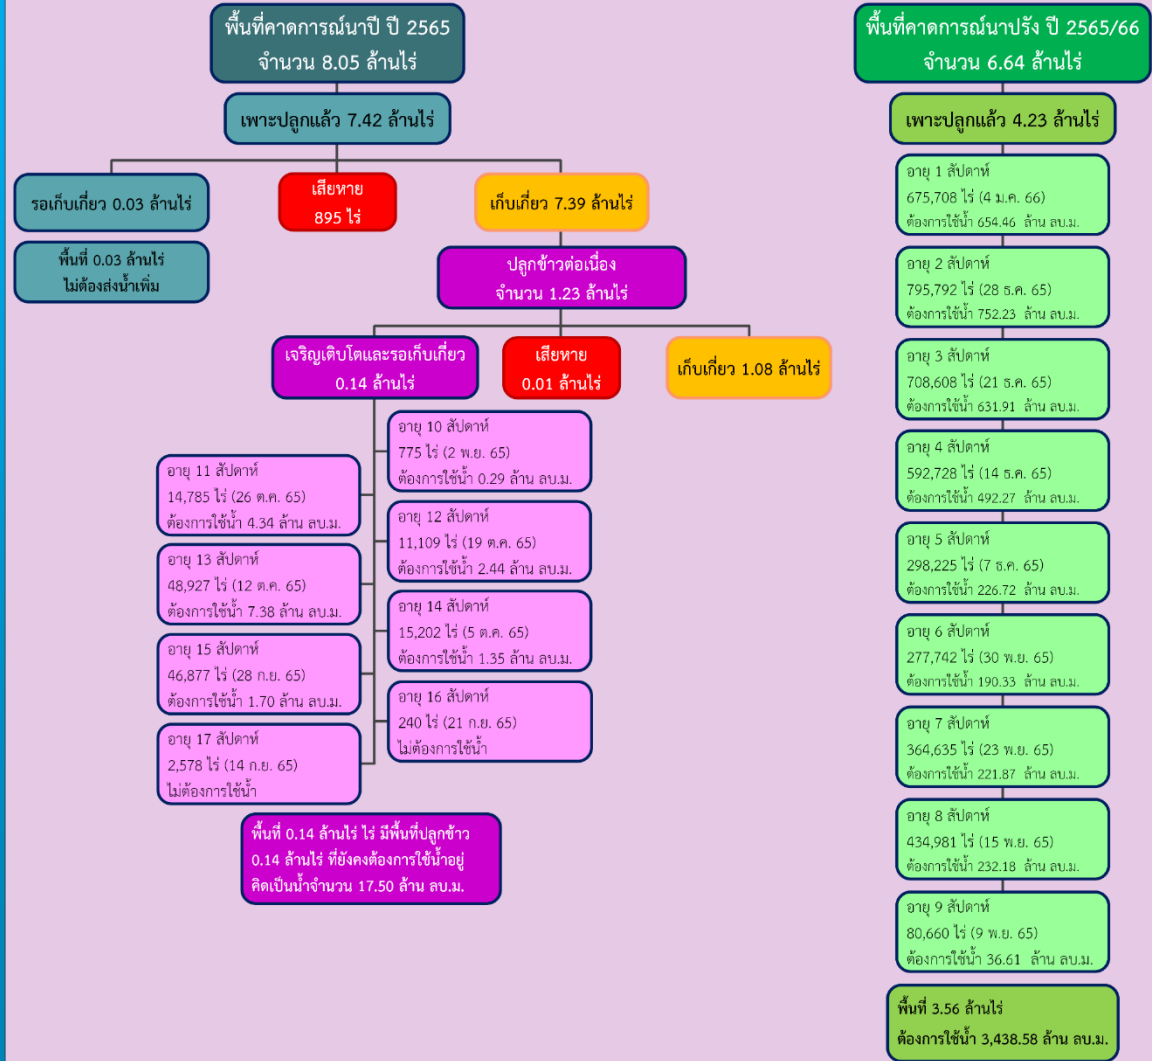 พื้นที่คาดการณ์นาปี ปี 2565
จำนวน 8.05 ล้านไร่
เพาะปลูกแล้ว 7.42 ล้านไร่
รอเก็บเกี่ยว 0.03 ล้านไร่
พื้นที่ 0.03 ล้านไร่
ไม่ต้องส่งน้ำเพิ่ม
เสียหาย
895 ไร่
เก็บเกี่ยว 7.39 ล้านไร่
ปลูกข้าวต่อเนื่อง
จำนวน 1.23 ล้านไร่
เจริญเติบโตและรอเก็บเกี่ยว
0.14 ล้านไร่
เสียหาย
0.01 ล้านไร่
เก็บเกี่ยว 1.08 ล้านไร่
อายุ 10 สัปดาห์
775 ไร่ (2 พ.ย. 65)
ต้องการใช้น้ำ 0.29 ล้าน ลบ.ม.
อายุ 11 สัปดาห์
14,785 ไร่ (26 ต.ค. 65)
ต้องการใช้น้ำ 4.34 ล้าน ลบ.ม.
อายุ 12 สัปดาห์
11,109 ไร่ (19 ต.ค. 65)
ต้องการใช้น้ำ 2.44 ล้าน ลบ.ม.
อายุ 13 สัปดาห์
48,927 ไร่ (12 ต.ค. 65)
ต้องการใช้น้ำ 7.38 ล้าน ลบ.ม.
อายุ 14 สัปดาห์
15,202 ไร่ (5 ต.ค. 65)
ต้องการใช้น้ำ 1.35 ล้าน ลบ.ม.
อายุ 15 สัปดาห์
46,877 ไร่ (28 ก.ย. 65)
ต้องการใช้น้ำ 1.70 ล้าน ลบ.ม.
อายุ 16 สัปดาห์
240 ไร่ (21 ก.ย. 65)
ไม่ต้องการใช้น้ำ
อายุ 17 สัปดาห์
2,578 ไร่ (14 ก.ย. 65)
ไม่ต้องการใช้น้ำ
พื้นที่ 0.14 ล้านไร่ ไร่ มีพื้นที่ปลูกข้าว
0.14 ล้านไร่ ที่ยังคงต้องการใช้น้ำอยู่
คิดเป็นน้ำจำนวน 17.50 ล้าน ลบ.ม.
พื้นที่คาดการณ์นาปรัง ปี 2565/66
จำนวน 6.64 ล้านไร่
เพาะปลูกแล้ว 4.23 ล้านไร่
อายุ 1 สัปดาห์
675,708 ไร่ (4 ม.ค. 66)
ต้องการใช้น้ำ 654.46 ล้าน ลบ.ม.
อายุ 2 สัปดาห์
795,792 ไร่ (28 ธ.ค. 65)
ต้องการใช้น้ำ 752.23 ล้าน ลบ.ม.
อายุ 3 สัปดาห์
708,608 ไร่ (21 ธ.ค. 65)
ต้องการใช้น้ำ 631.91 ล้าน ลบ.ม.
อายุ 4 สัปดาห์
592,728 ไร่ (14 ธ.ค. 65)
ต้องการใช้น้ำ 492.27 ล้าน ลบ.ม.
อายุ 5 สัปดาห์
298,225 ไร่ (7 ธ.ค. 65)
ต้องการใช้น้ำ 226.72 ล้าน ลบ.ม.
อายุ 6 สัปดาห์
277,742 ไร่ (30 พ.ย. 65)
ต้องการใช้น้ำ 190.33 ล้าน ลบ.ม.
อายุ 7 สัปดาห์
364,635 ไร่ (23 พ.ย. 65)
ต้องการใช้น้ำ 221.87 ล้าน ลบ.ม.
อายุ 8 สัปดาห์
434,981 ไร่ (15 พ.ย. 65)
ต้องการใช้น้ำ 232.18 ล้าน ลบ.ม.
อายุ 9 สัปดาห์
80,660 ไร่ (9 พ.ย. 65)
ต้องการใช้น้ำ 36.61 ล้าน ลบ.ม.
พื้นที่ 3.56 ล้านไร่
ต้องการใช้น้ำ 3,438.58 ล้าน ลบ.ม.